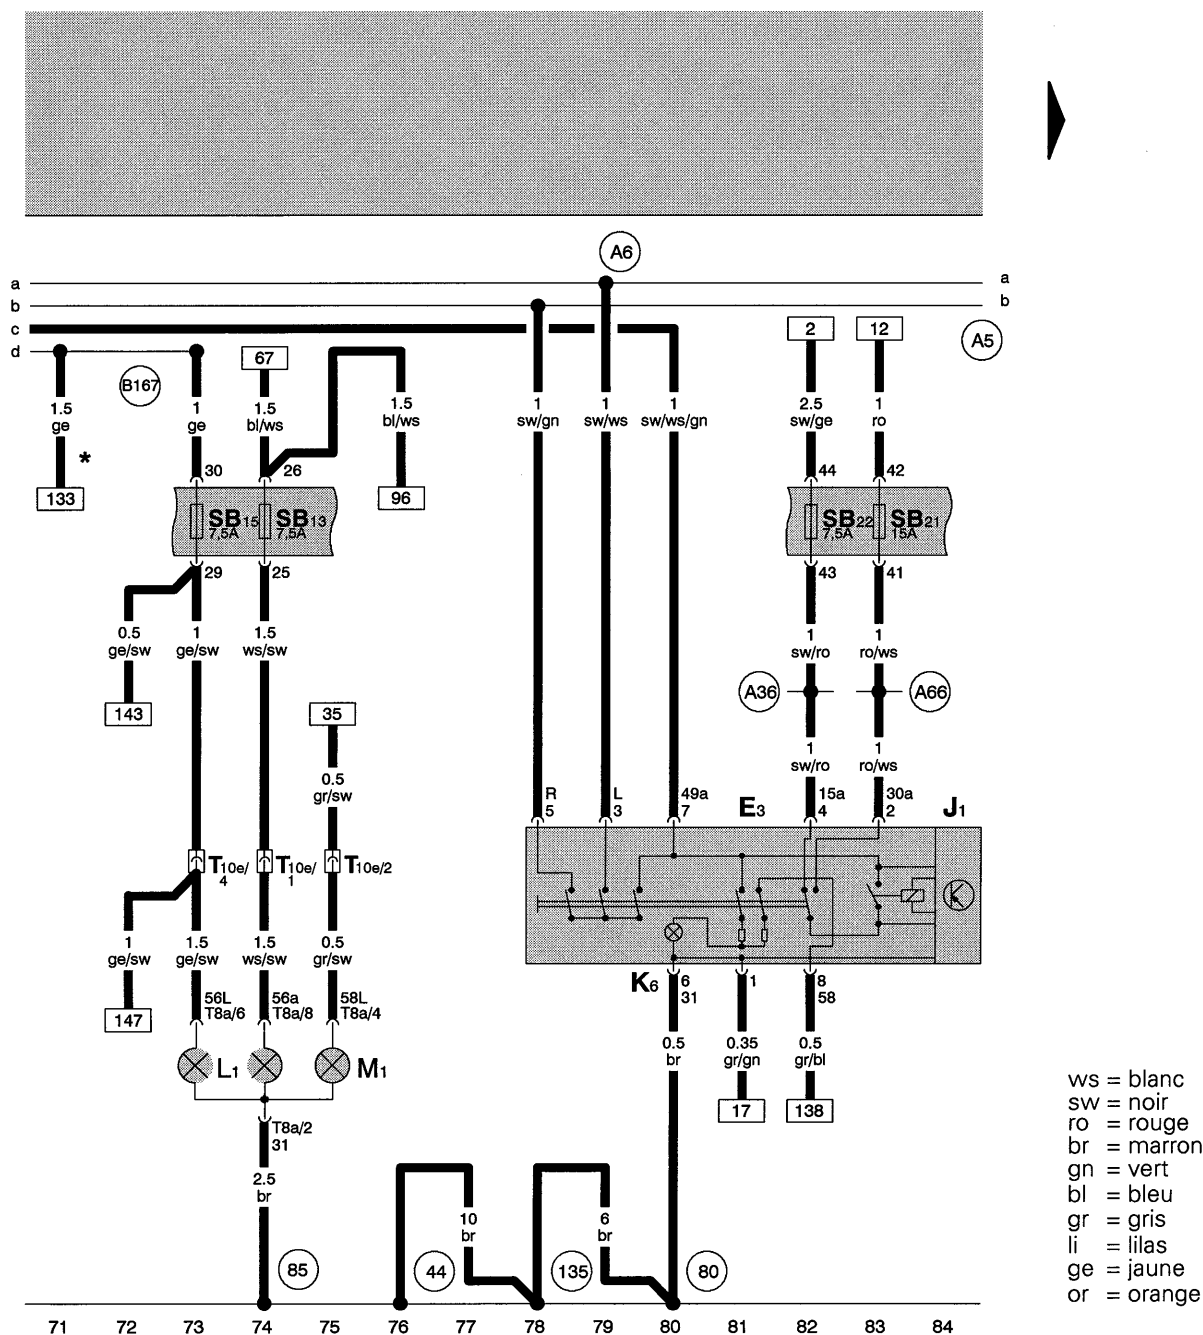 A6
a a
b b
c 2 12 A5
d 67
B167
1.5 1 1.5 1.5 1 1 1 2.5 1
ge ge bl/ws bl/ws sw/gn sw/ws sw/ws/gn sw/ge ro
*
30 26 44 42
133 96
SB15 SB13 SB22 SB21
7,5A 7,5A 7,5A 15A
29 25 43 41
0.5 1 1.5 1 1
ge/sw ge/sw ws/sw sw/ro ro/ws
A36 A66
143 35
1 1
sw/ro ro/ws
0.5
gr/sw
R L 49a E3 15a 30a J1
5 3 7 4 2
T10e/ T10e/ T10e/2
4 1
1 1.5 1.5 0.5
ge/sw ge/sw ws/sw gr/sw
K6 6 1 8
31 58
56L 56a 58L
T8a/6 T8a/8 T8a/4
147
0.5 0.35 0.5
br gr/gn gr/bl
L1 M1
17 138
T8a/2
31
2.5
br
10 6
br br
85 44 135 80
71 72 73 74 75 76 77 78 79 80 81 82 83 84
ws = blanc
sw = noir
ro = rouge
br = marron
gn = vert
bl = bleu
gr = gris
li = lilas
ge = jaune
or = orange